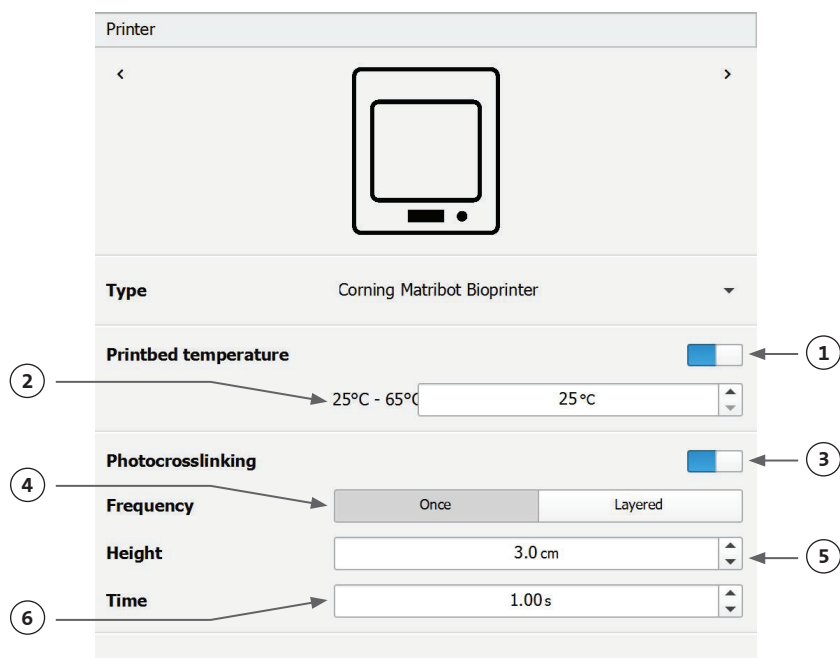 Printer
< >
Type Corning Matribot Bioprinter
Printbed temperature 1
2 25°C - 65°C 25 °C
Photocrosslinking 3
4 Frequency Once Layered
Height 3.0 cm 5
6 Time 1.00 s